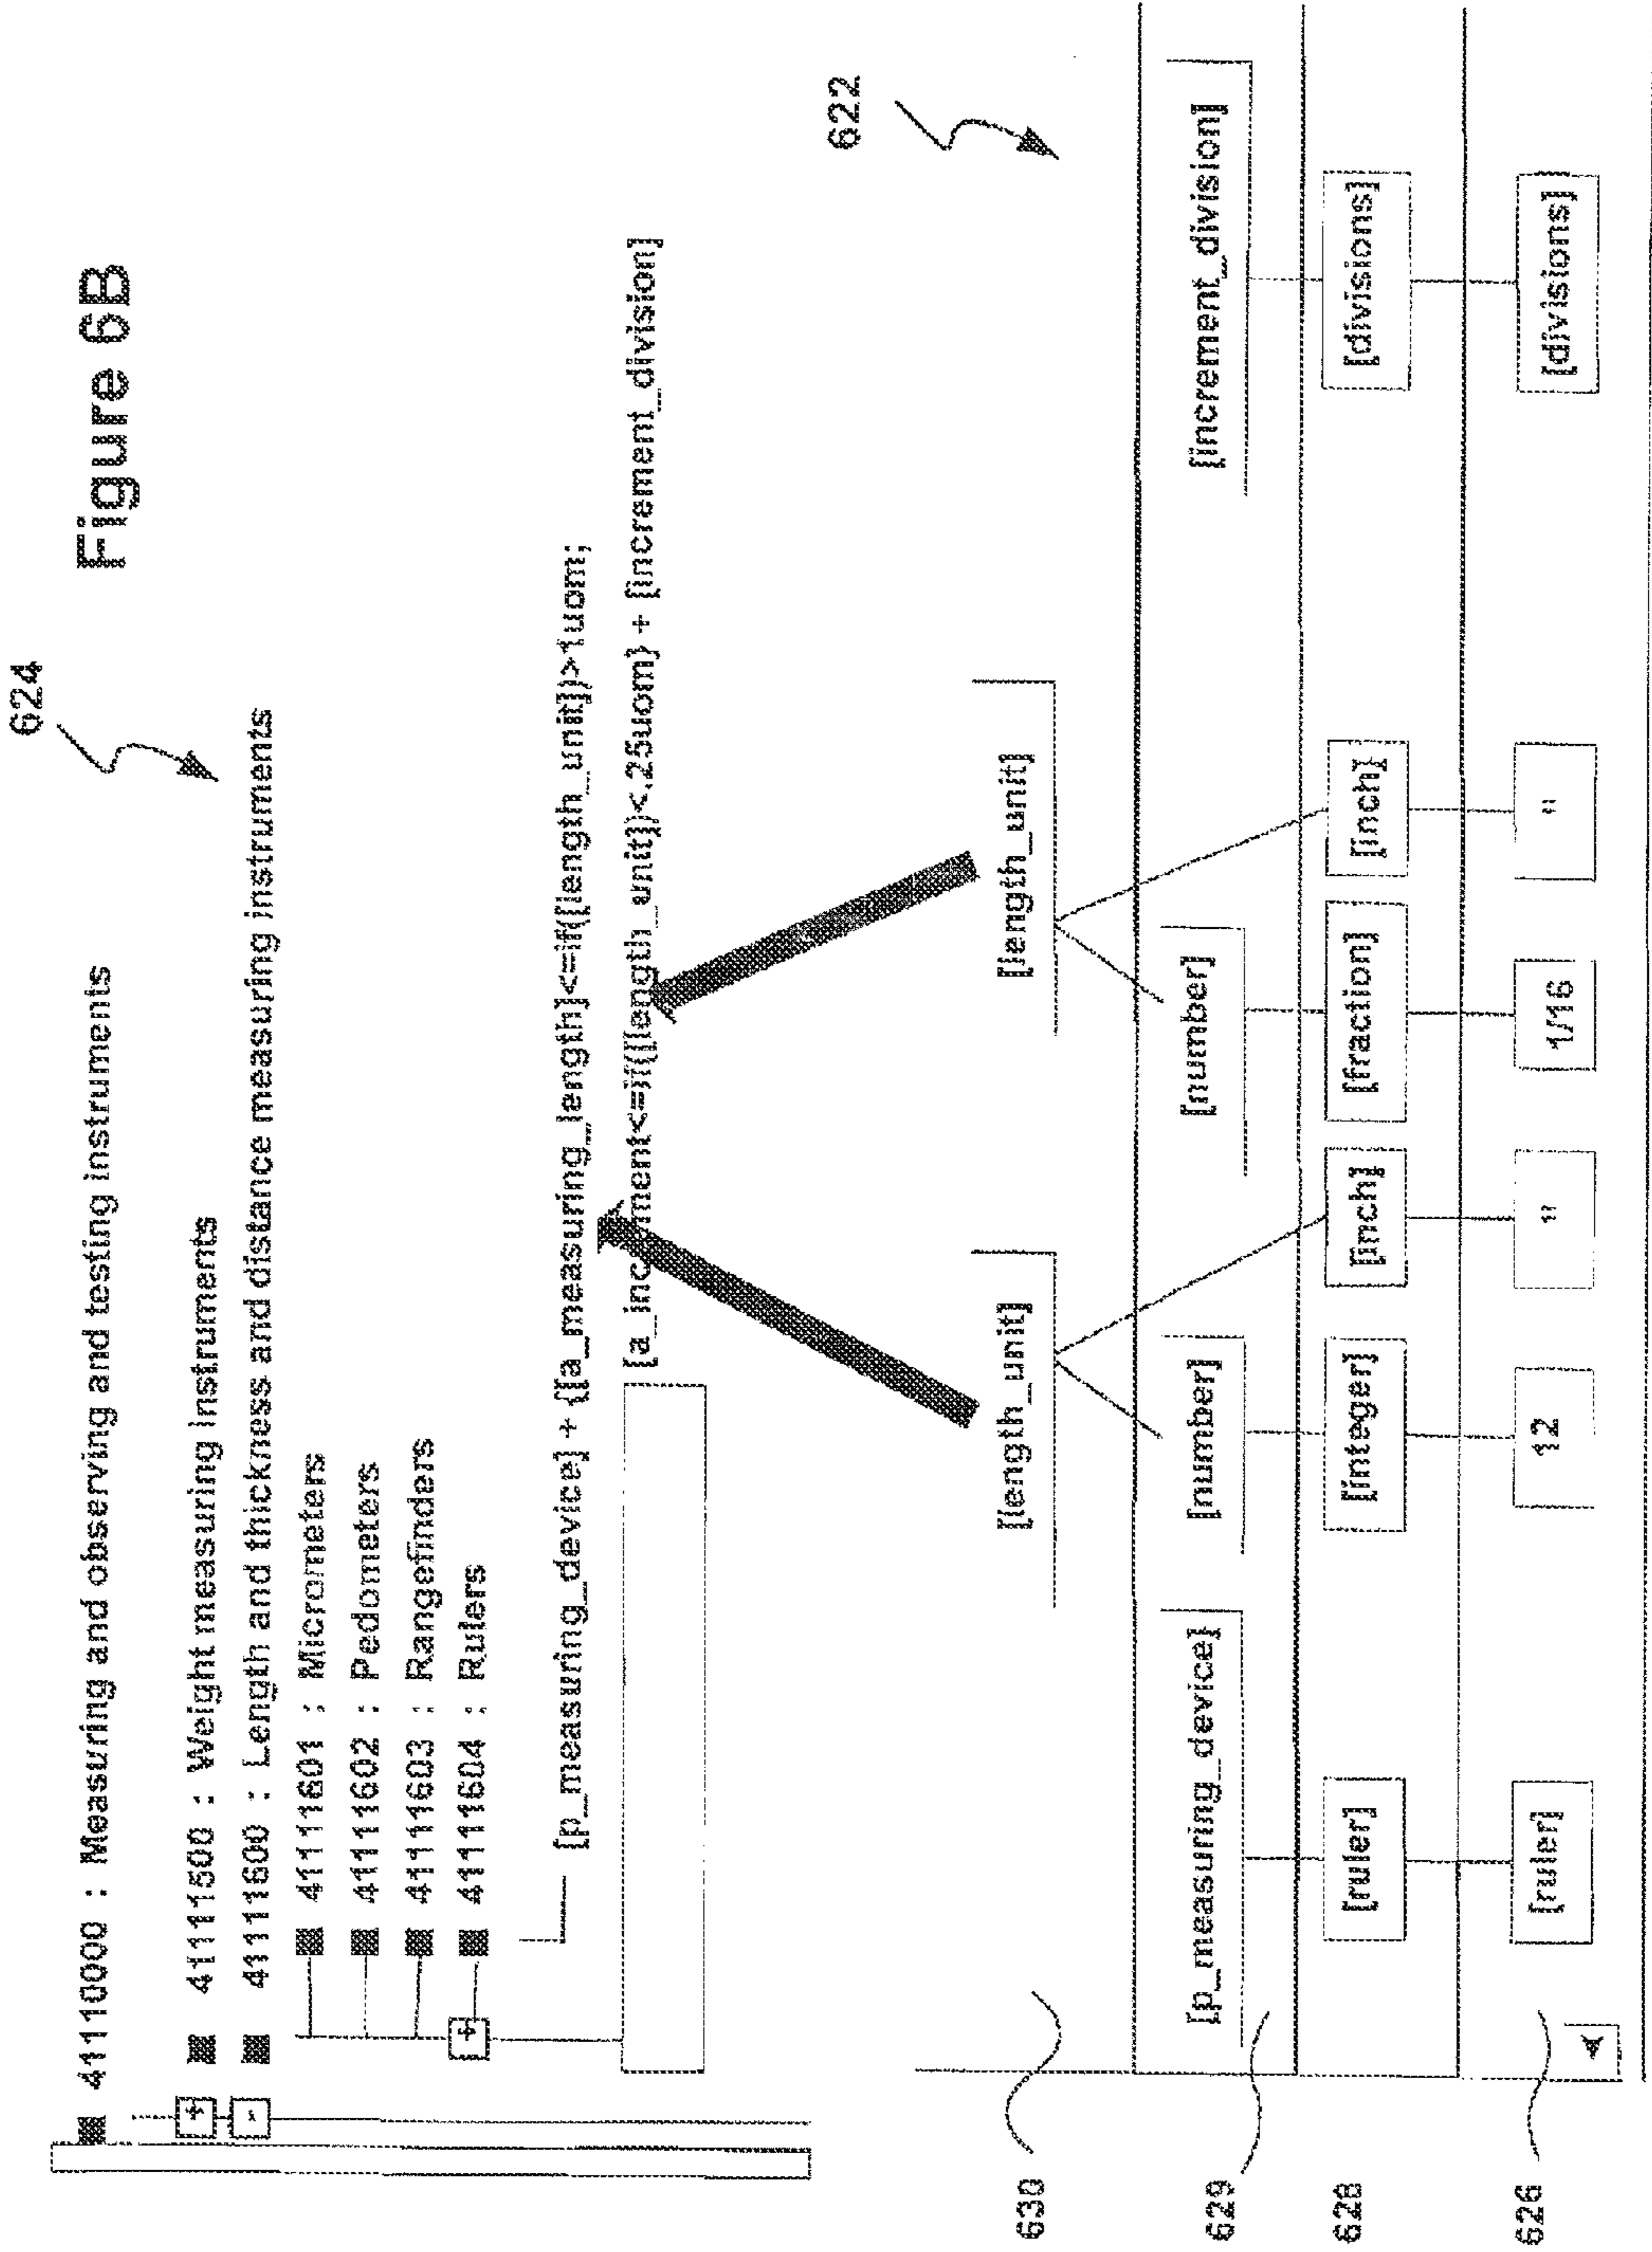 624
Figure 6B
41110000 : Measuring and observing and testing instruments
+ 41111500 : Weight measuring instruments
- 41111600 : Length and thickness and distance measuring instruments
41111601 : Micrometers
41111602 : Pedometers
41111603 : Rangefinders
+ 41111604 : Rulers
[p_measuring_device] + {[a_measuring_length]<=if([length_unit])>1uom;
[a_increment<=if([length_unit])<.25uom} + [increment_division]
622
630
[length_unit] [length_unit]
629
[p_measuring_device] [number] [number] [increment_division]
628
[ruler] [integer] [inch] [fraction] [inch] [divisions]
626
[ruler] 12 " 1/16 " [divisions]